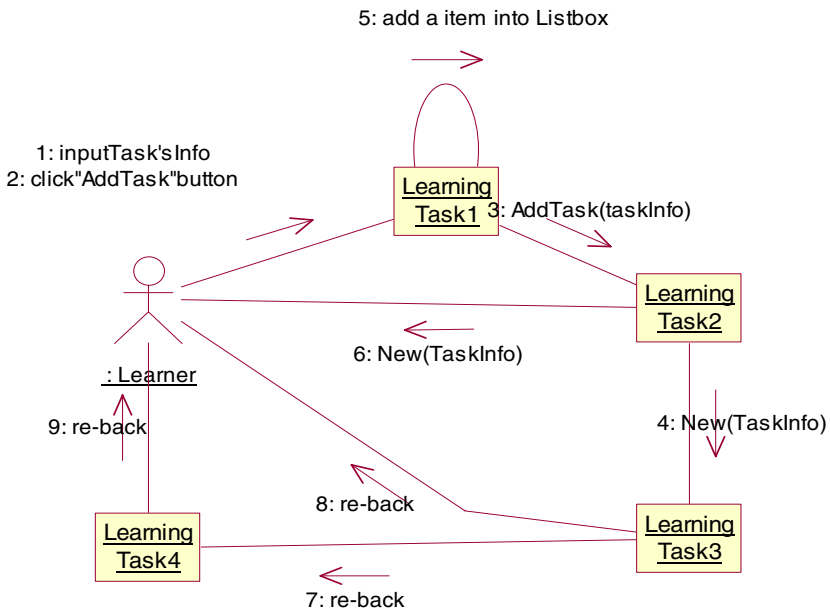 5: add a item into Listbox
1: inputTask'sInfo
2: click"AddTask"button
Learning
Task1
3: AddTask(taskInfo)
Learning
Task2
6: New(TaskInfo)
: Learner
9: re-back
4: New(TaskInfo)
8: re-back
Learning
Task4
Learning
Task3
7: re-back